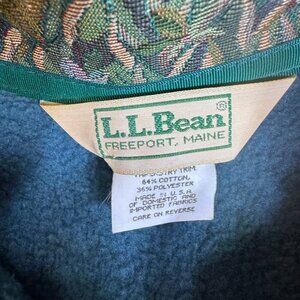 L.L.Bean®
FREEPORT, MAINE
TAPESTRY TRIM:
64% COTTON,
36% POLYESTER
MADE IN U.S.A.
OF DOMESTIC AND
IMPORTED FABRICS
CARE ON REVERSE